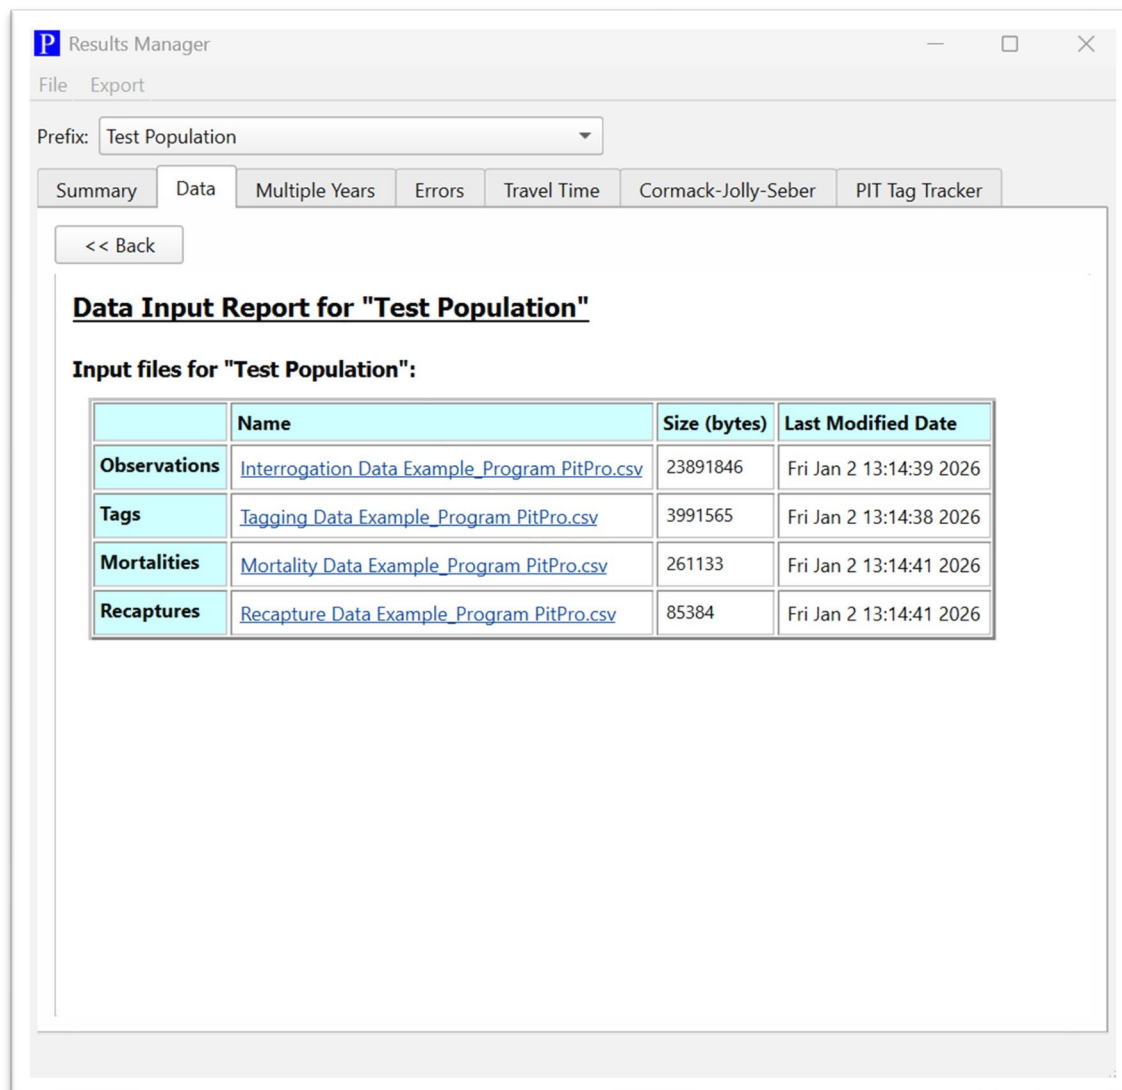 P Results Manager
File Export
Prefix: Test Population
Summary Data Multiple Years Errors Travel Time Cormack-Jolly-Seber PIT Tag Tracker
<< Back
Data Input Report for "Test Population"
Input files for "Test Population":
Name Size (bytes) Last Modified Date
Observations Interrogation Data Example_Program PitPro.csv 23891846 Fri Jan 2 13:14:39 2026
Tags Tagging Data Example_Program PitPro.csv 3991565 Fri Jan 2 13:14:38 2026
Mortalities Mortality Data Example_Program PitPro.csv 261133 Fri Jan 2 13:14:41 2026
Recaptures Recapture Data Example_Program PitPro.csv 85384 Fri Jan 2 13:14:41 2026